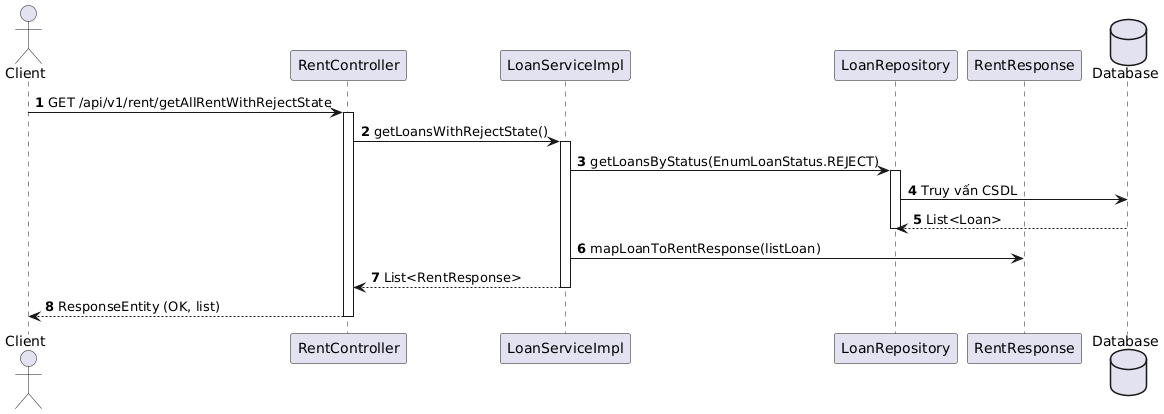 Client
RentController
LoanServiceImpl
LoanRepository
RentResponse
Database
1 GET /api/v1/rent/getAllRentWithRejectState
2 getLoansWithRejectState()
3 getLoansByStatus(EnumLoanStatus.REJECT)
4 Truy vấn CSDL
5 List<Loan>
6 mapLoanToRentResponse(listLoan)
7 List<RentResponse>
8 ResponseEntity (OK, list)
Client
RentController
LoanServiceImpl
LoanRepository
RentResponse
Database